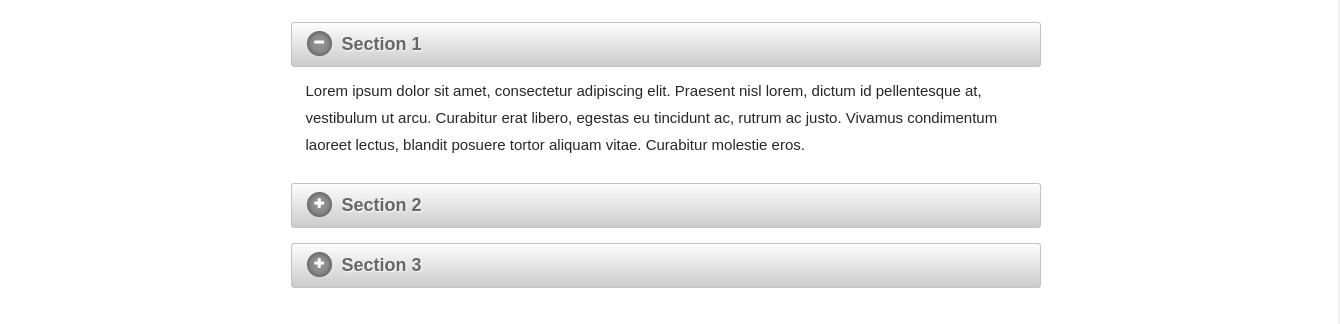 Section 1
Lorem ipsum dolor sit amet, consectetur adipiscing elit. Praesent nisl lorem, dictum id pellentesque at,
vestibulum ut arcu. Curabitur erat libero, egestas eu tincidunt ac, rutrum ac justo. Vivamus condimentum
laoreet lectus, blandit posuere tortor aliquam vitae. Curabitur molestie eros.
Section 2
Section 3